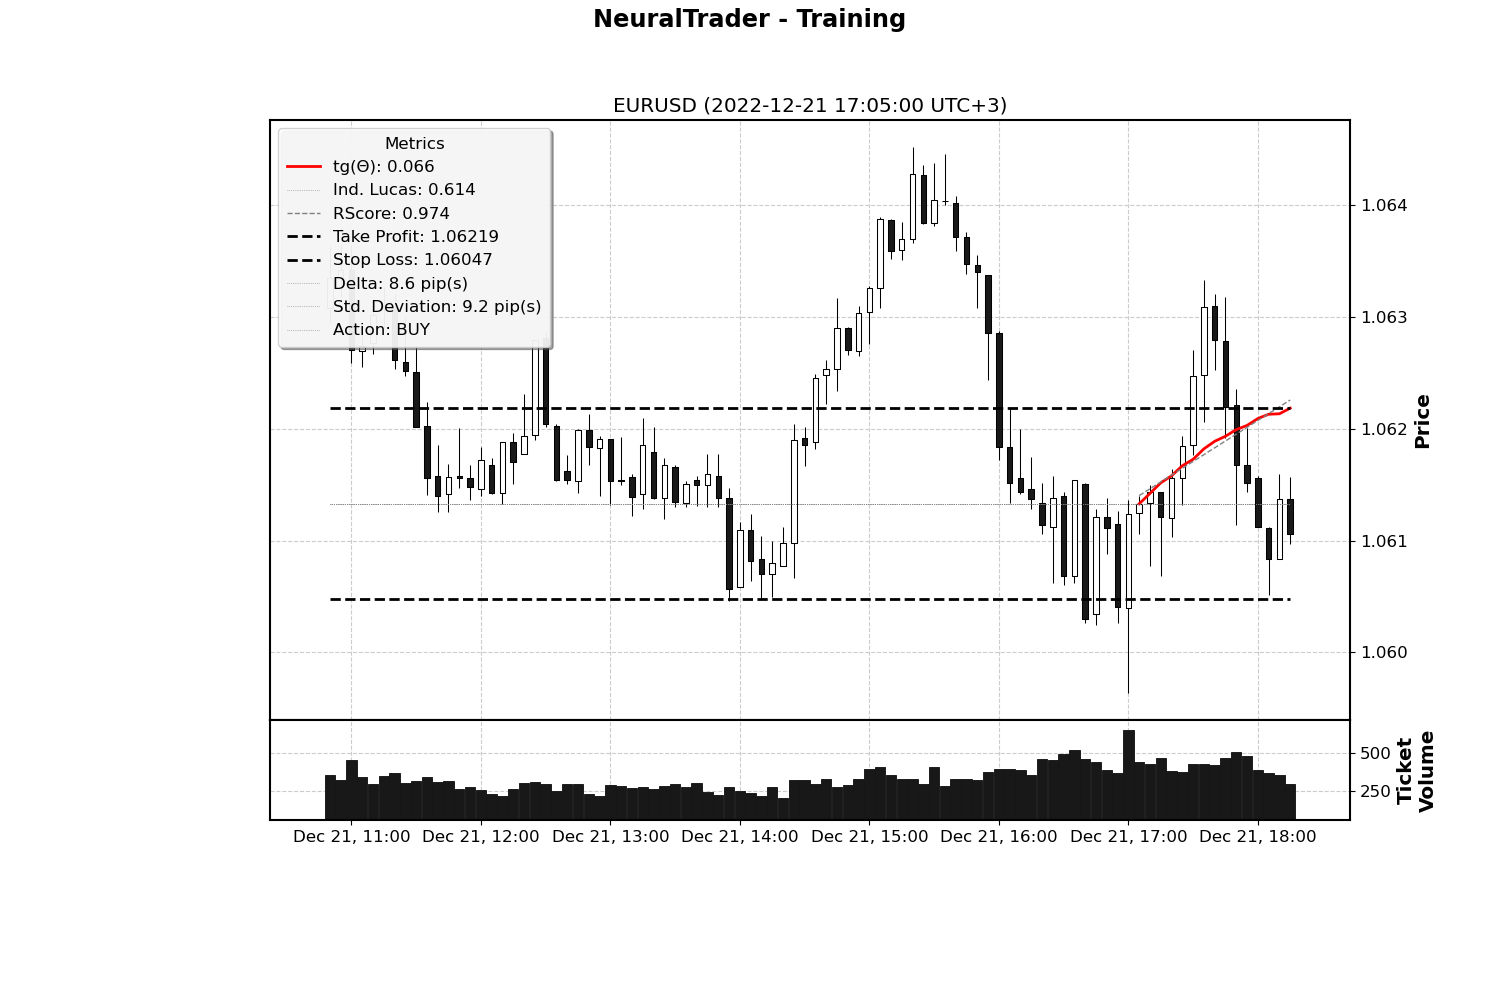 NeuralTrader - Training
EURUSD (2022-12-21 17:05:00 UTC+3)
Metrics
tg(Θ): 0.066
Ind. Lucas: 0.614
RScore: 0.974
Take Profit: 1.06219
Stop Loss: 1.06047
Delta: 8.6 pip(s)
Std. Deviation: 9.2 pip(s)
Action: BUY
1.064
1.063
1.062
1.061
1.060
Price
500
250
Ticket
Volume
Dec 21, 11:00 Dec 21, 12:00 Dec 21, 13:00 Dec 21, 14:00 Dec 21, 15:00 Dec 21, 16:00 Dec 21, 17:00 Dec 21, 18:00